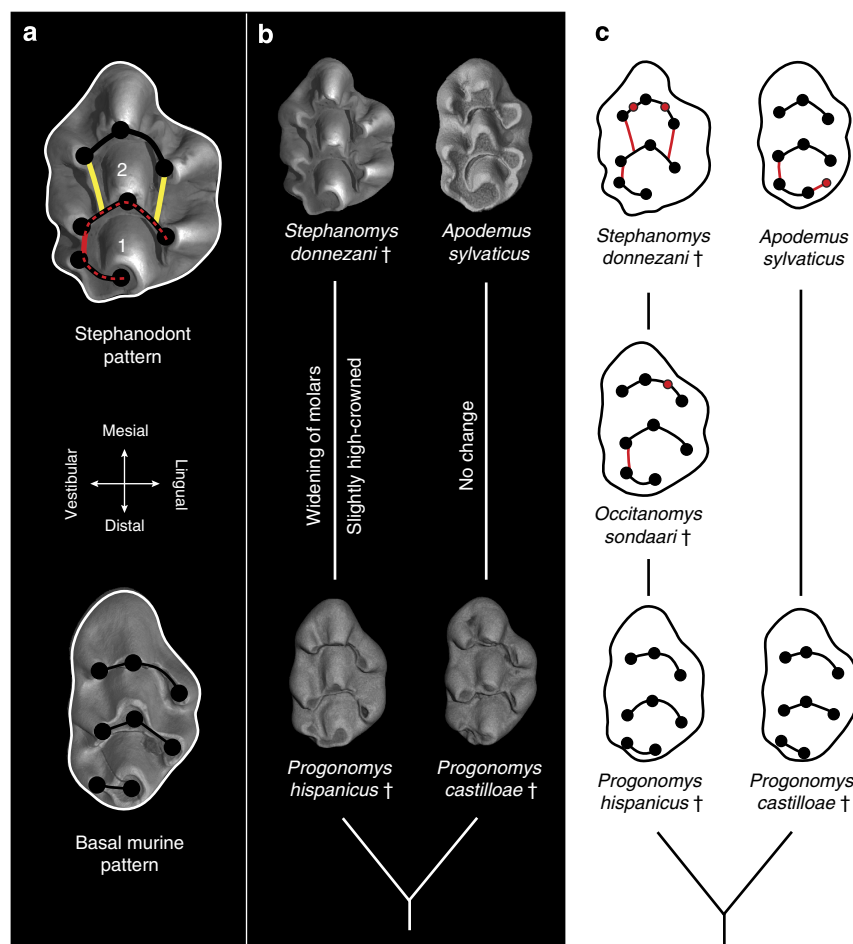 a
2
1
Stephanodont
pattern
Mesial
Vestibular
Lingual
Distal
Basal murine
pattern
b
Stephanomys
donnezani †
Apodemus
sylvaticus
Widening of molars
Slightly high-crowned
No change
Progonomys
hispanicus †
Progonomys
castilloae †
c
Stephanomys
donnezani †
Apodemus
sylvaticus
Occitanomys
sondaari †
Progonomys
hispanicus †
Progonomys
castilloae †